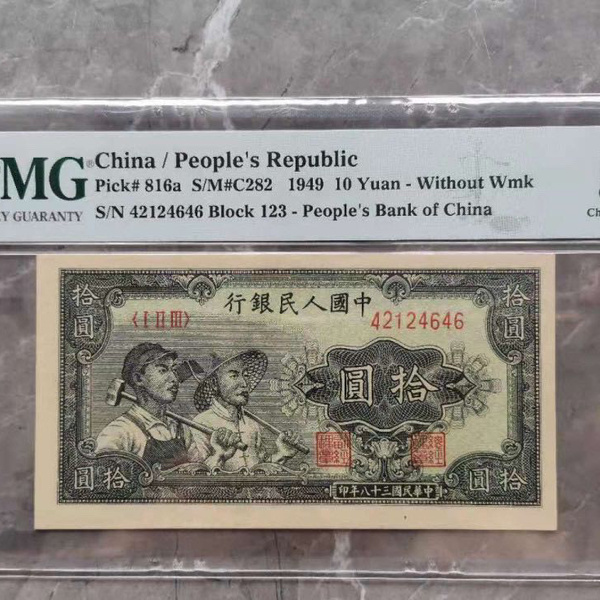 MG® China / People's Republic
Pick# 816a S/M#C282 1949 10 Yuan - Without Wmk
Y GUARANTY S/N 42124646 Block 123 - People's Bank of China
Ch
行銀民人國中
〈I II III〉 42124646
拾圓
圓拾
拾圓
圓
拾
印年八十三國民華中